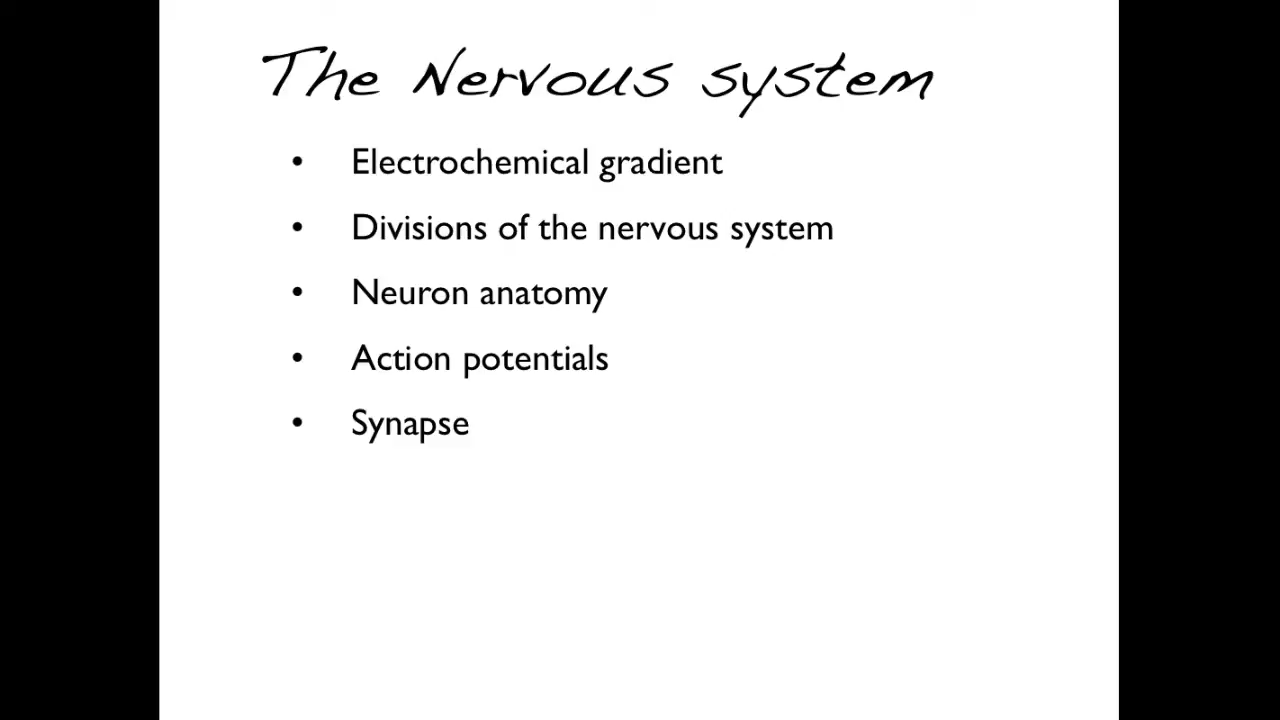 The Nervous system
• Electrochemical gradient
• Divisions of the nervous system
• Neuron anatomy
• Action potentials
• Synapse